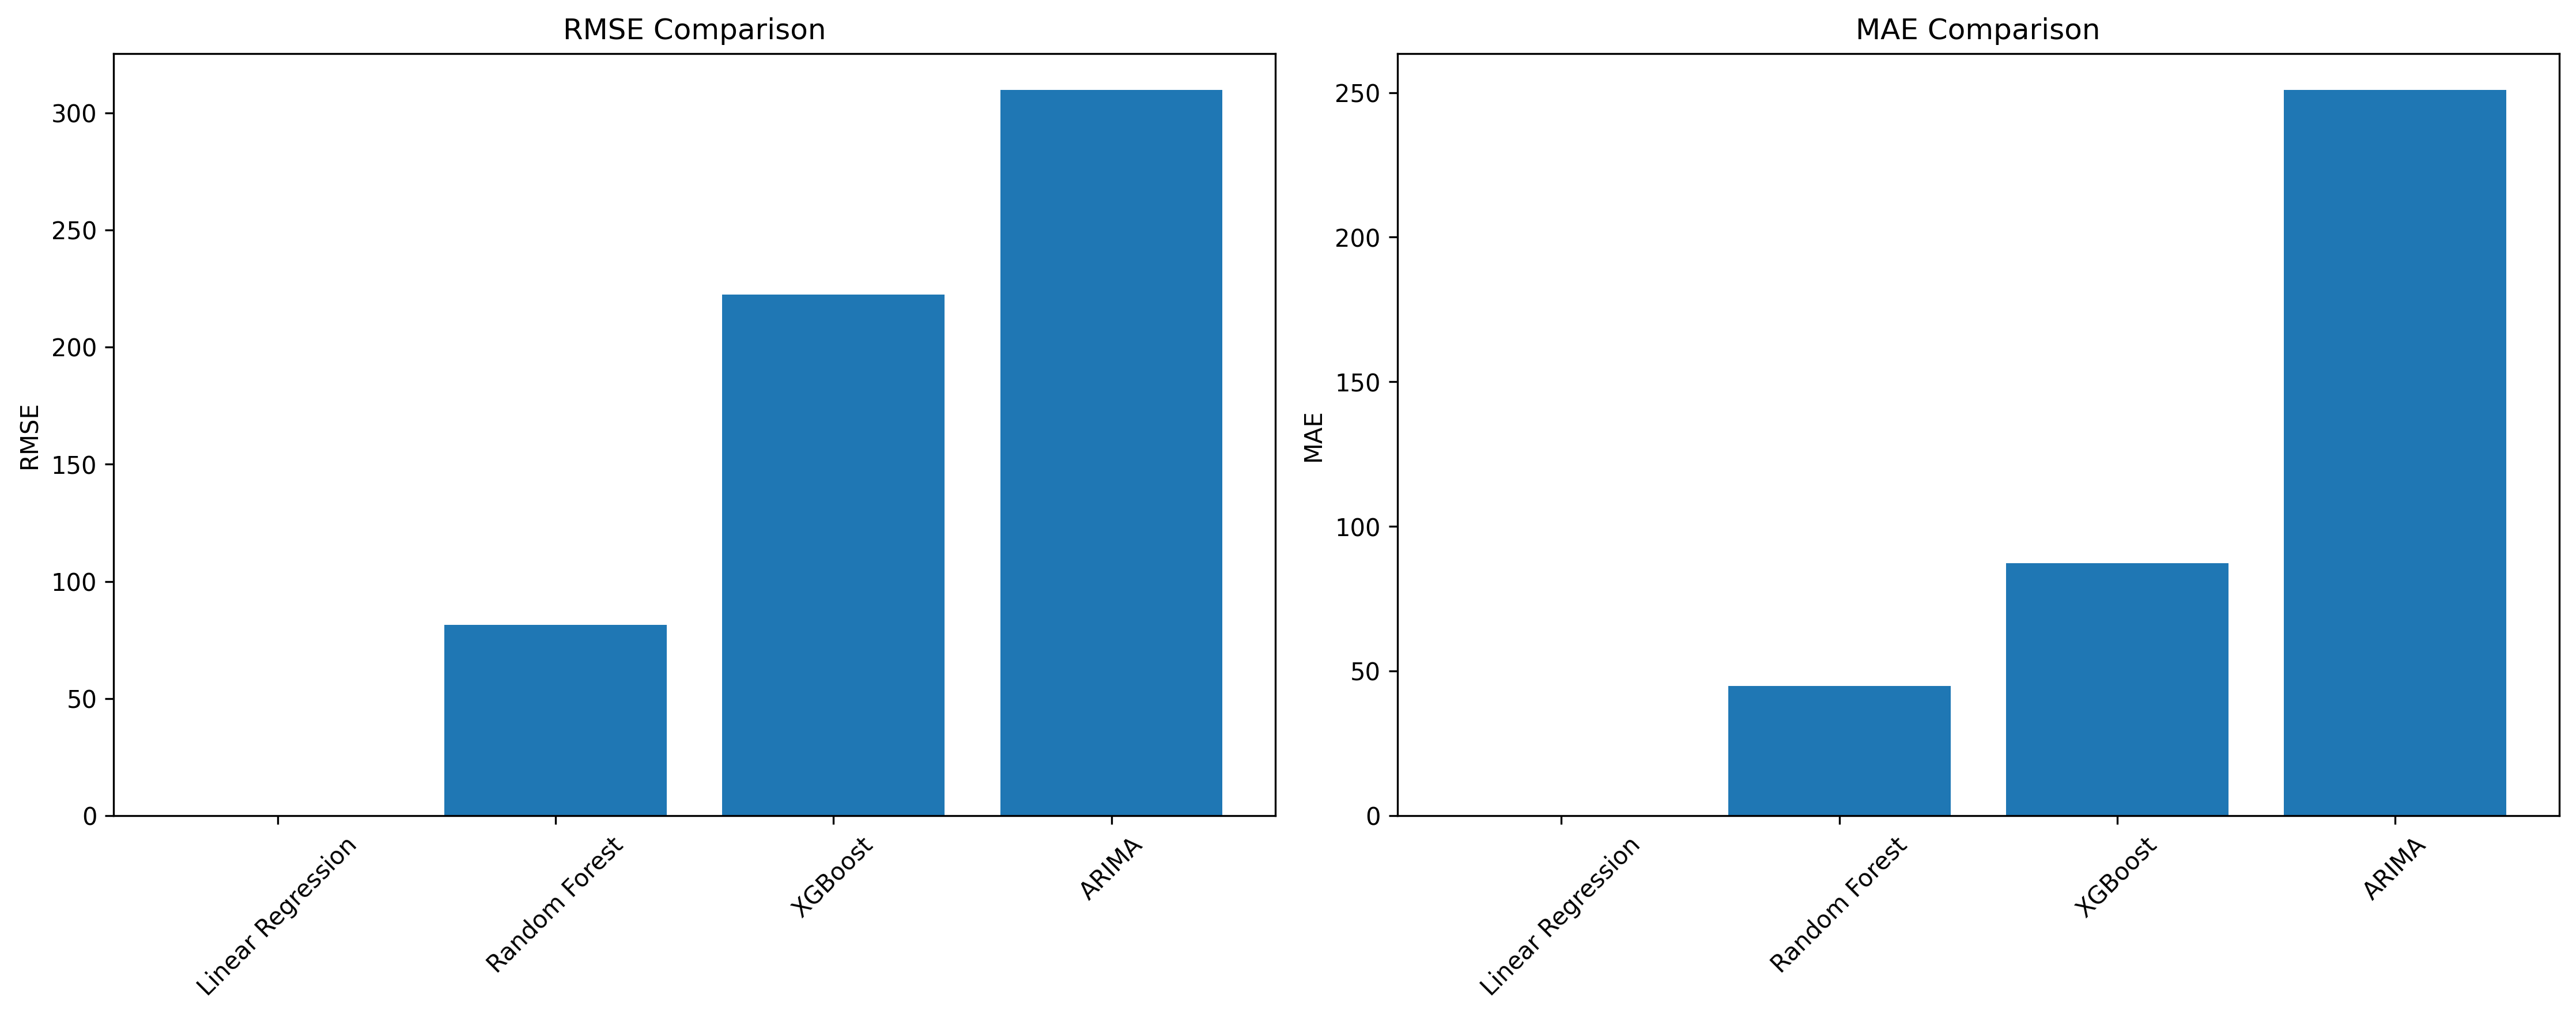 RMSE Comparison
RMSE
300
250
200
150
100
50
0
Linear Regression
Random Forest
XGBoost
ARIMA
MAE Comparison
MAE
250
200
150
100
50
0
Linear Regression
Random Forest
XGBoost
ARIMA